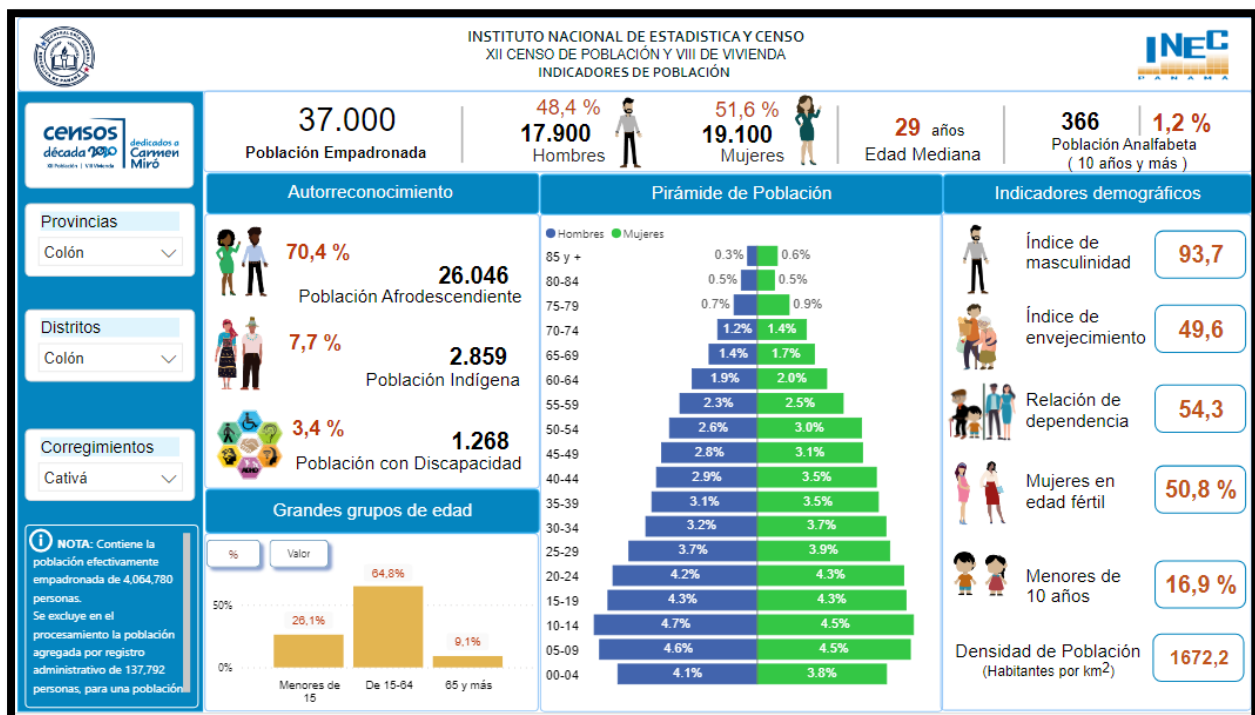 INSTITUTO NACIONAL DE ESTADISTICA Y CENSO
XII CENSO DE POBLACIÓN Y VIII DE VIVIENDA
INDICADORES DE POBLACIÓN
INEC
PANAMÁ
censos
década 2020
XII Población | VIII Vivienda
dedicados a
Carmen
Miró
37.000
Población Empadronada
48,4 %
17.900
Hombres
51,6 %
19.100
Mujeres
29 años
Edad Mediana
366
1,2 %
Población Analfabeta
( 10 años y más )
Provincias
Colón
Distritos
Colón
Corregimientos
Cativá
NOTA: Contiene la
población efectivamente
empadronada de 4,064,780
personas.
Se excluye en el
procesamiento la población
agregada por registro
administrativo de 137,792
personas, para una población
Autorreconocimiento
70,4 %
26.046
Población Afrodescendiente
7,7 %
2.859
Población Indígena
3,4 %
1.268
Población con Discapacidad
Grandes grupos de edad
%
Valor
50%
0%
26,1%
64,8%
9,1%
Menores de
15
De 15-64
65 y más
Pirámide de Población
Hombres Mujeres
85 y + 0.3% 0.6%
80-84 0.5% 0.5%
75-79 0.7% 0.9%
70-74 1.2% 1.4%
65-69 1.4% 1.7%
60-64 1.9% 2.0%
55-59 2.3% 2.5%
50-54 2.6% 3.0%
45-49 2.8% 3.1%
40-44 2.9% 3.5%
35-39 3.1% 3.5%
30-34 3.2% 3.7%
25-29 3.7% 3.9%
20-24 4.2% 4.3%
15-19 4.3% 4.3%
10-14 4.7% 4.5%
05-09 4.6% 4.5%
00-04 4.1% 3.8%
Indicadores demográficos
Índice de
masculinidad
93,7
Índice de
envejecimiento
49,6
Relación de
dependencia
54,3
Mujeres en
edad fértil
50,8 %
Menores de
10 años
16,9 %
Densidad de Población
(Habitantes por km2)
1672,2